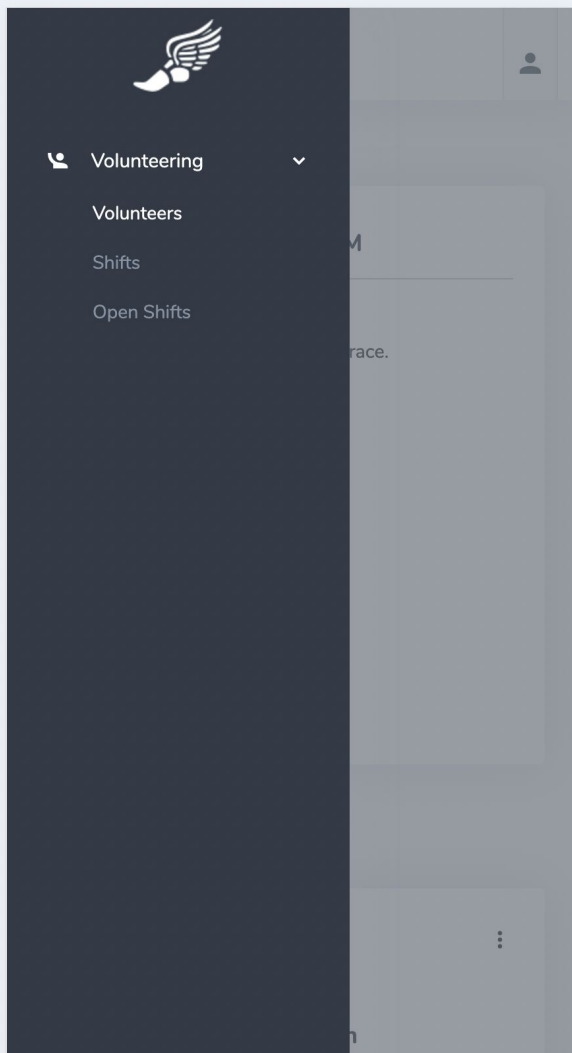 Volunteering
Volunteers
M
Shifts
Open Shifts
race.